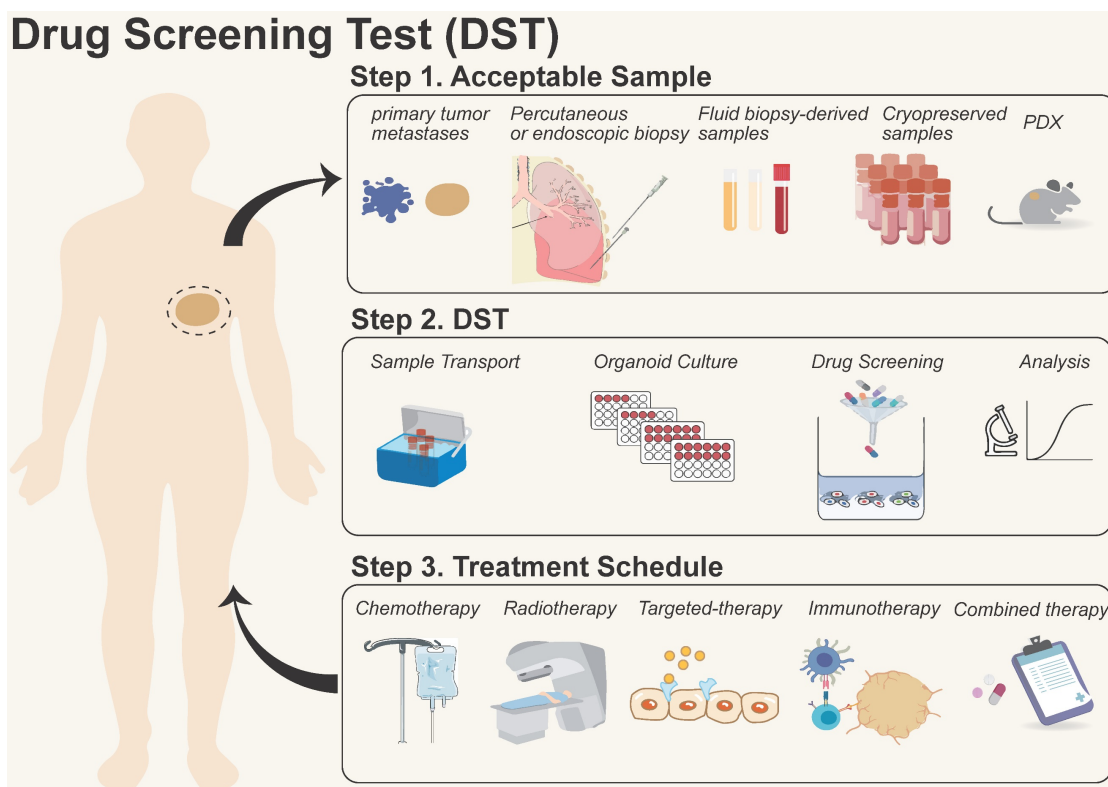 Drug Screening Test (DST)
Step 1. Acceptable Sample
primary tumor
metastases
Percutaneous
or endoscopic biopsy
Fluid biopsy-derived
samples
Cryopreserved
samples
PDX
Step 2. DST
Sample Transport
Organoid Culture
Drug Screening
Analysis
Step 3. Treatment Schedule
Chemotherapy
Radiotherapy
Targeted-therapy
Immunotherapy
Combined therapy